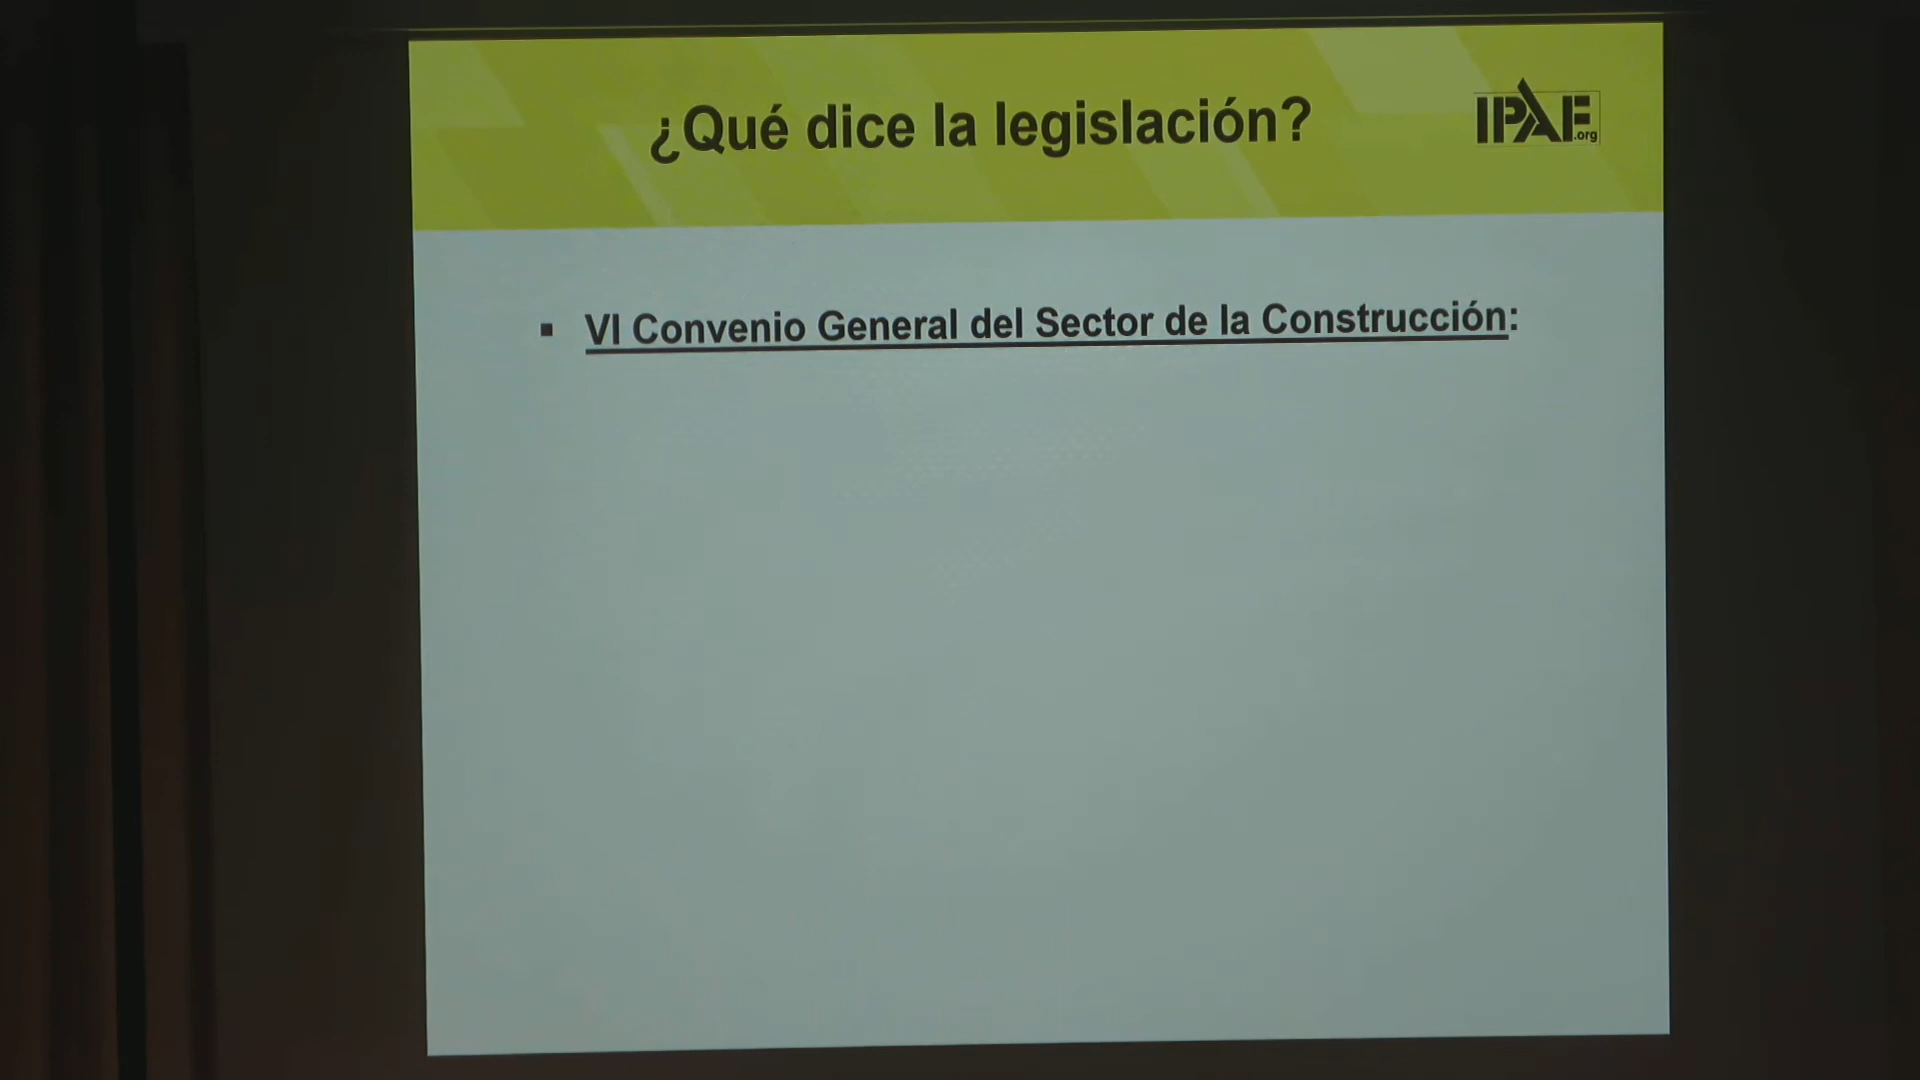 ¿Qué dice la legislación?
IPAF
.org
▪ VI Convenio General del Sector de la Construcción: